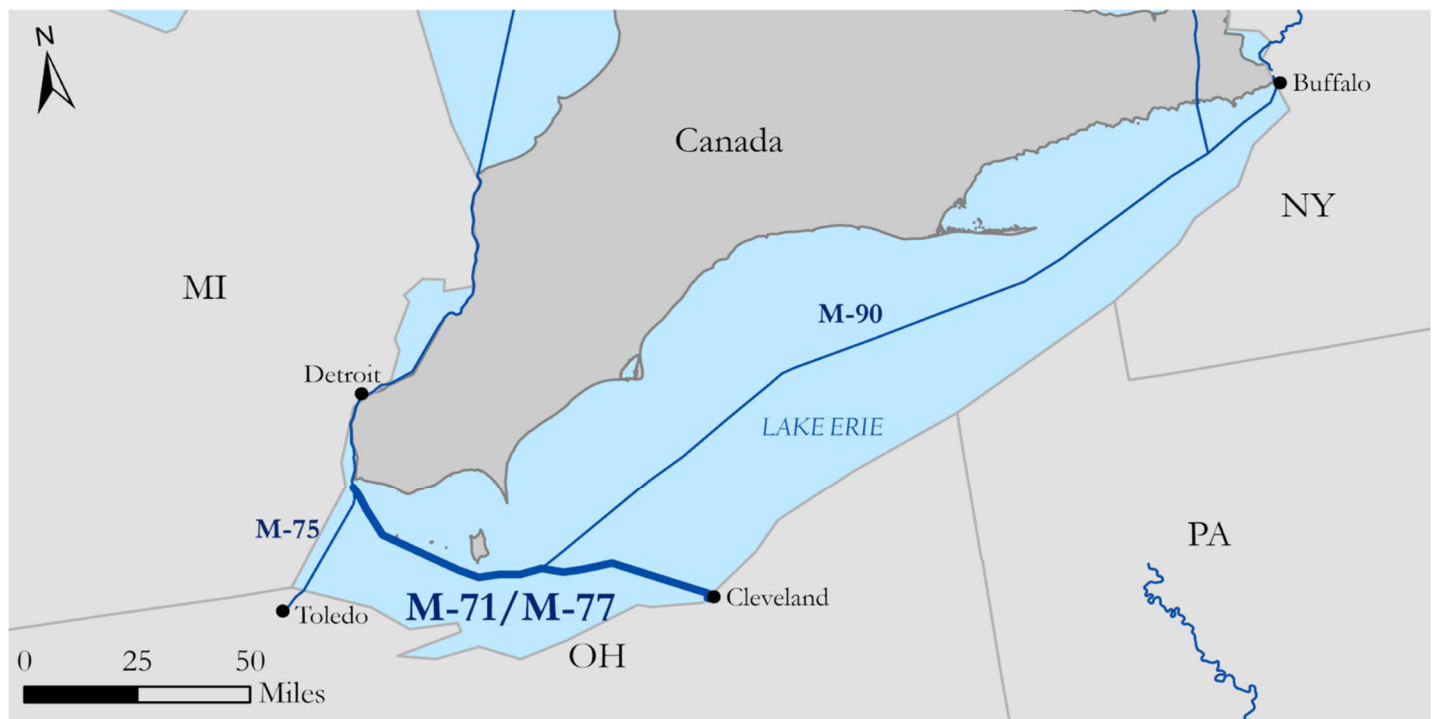 N
Buffalo
Canada
NY
MI
M-90
Detroit
LAKE ERIE
M-75
PA
Cleveland
M-71/M-77
Toledo
OH
0 25 50
Miles